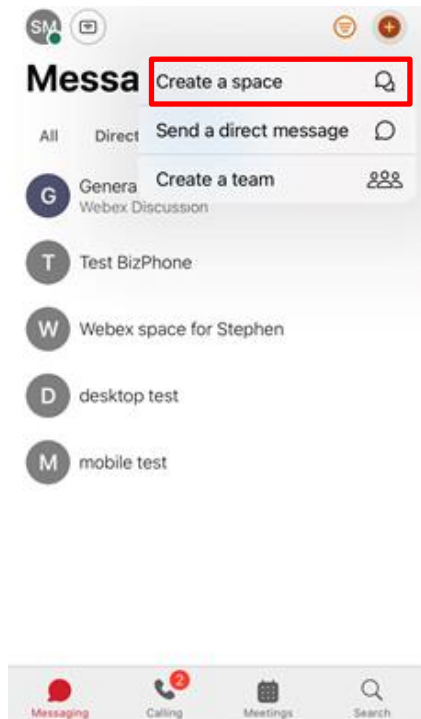 SM
Messa
Create a space
All Direct
Send a direct message
G Genera
Create a team
Webex Discussion
T Test BizPhone
W Webex space for Stephen
D desktop test
M mobile test
2
Messaging Calling Meetings Search